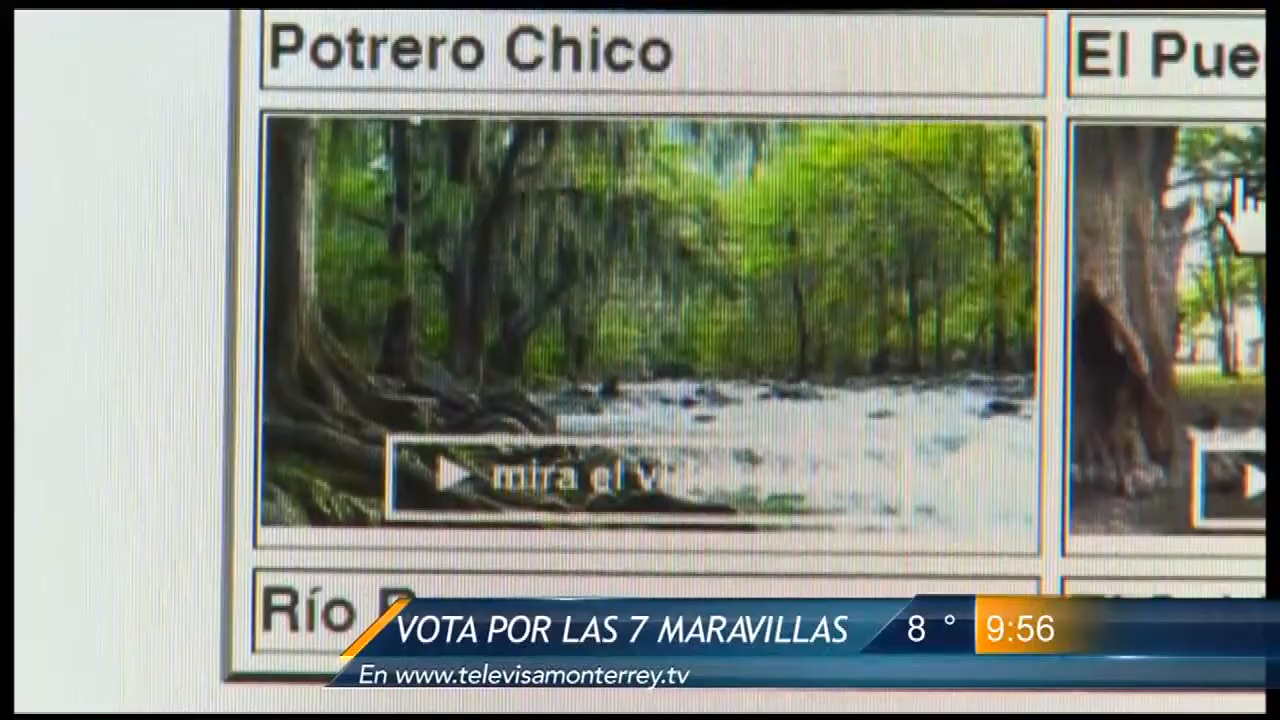 Potrero Chico
El Pue
mira el vi
Río
VOTA POR LAS 7 MARAVILLAS
8 °
9:56
En www.televisamonterrey.tv